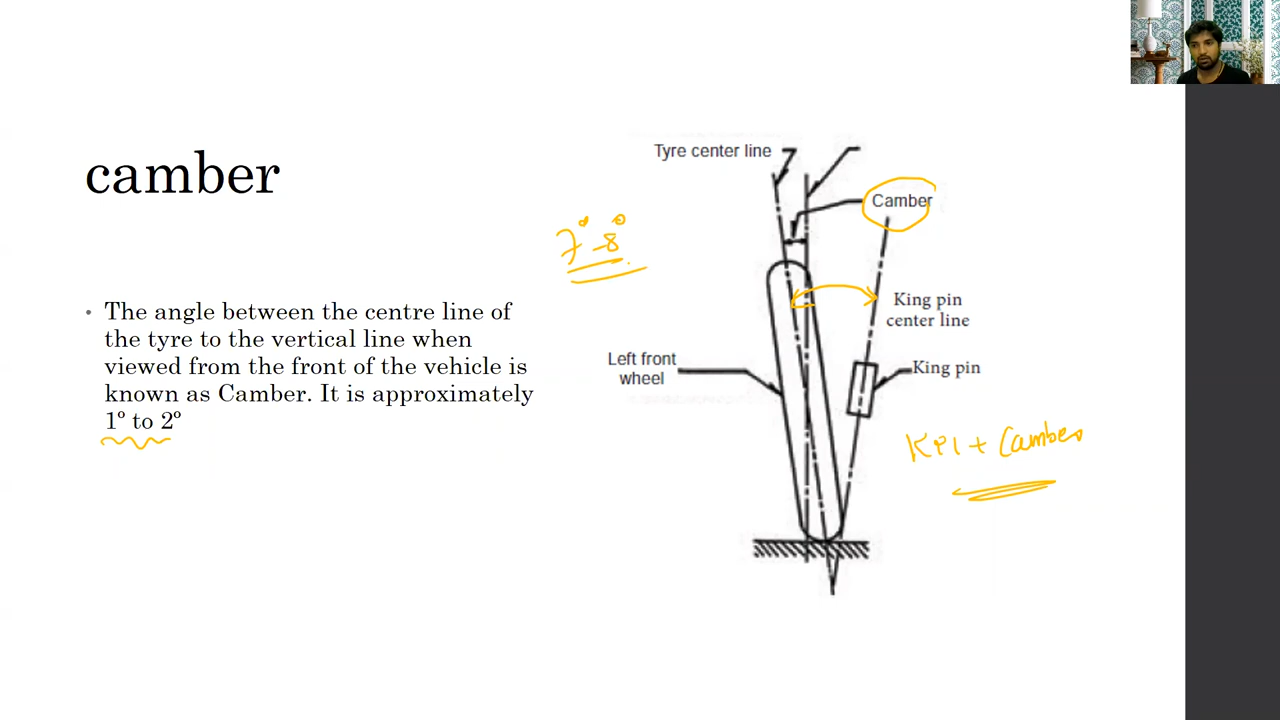 camber
• The angle between the centre line of
the tyre to the vertical line when
viewed from the front of the vehicle is
known as Camber. It is approximately
1º to 2º
7° - 8°
Tyre center line
Camber
King pin
center line
Left front
wheel
King pin
KPI + Camber